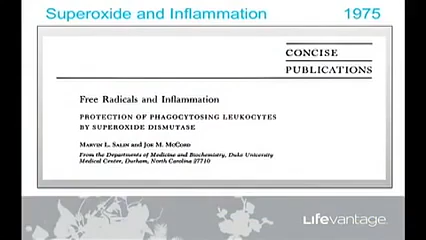 Superoxide and Inflammation 1975
CONCISE
PUBLICATIONS
Free Radicals and Inflammation
PROTECTION OF PHAGOCYTOSING LEUKOCYTES
BY SUPEROXIDE DISMUTASE
MARVIN L. SALIN and JOE M. MCCORD
From the Departments of Medicine and Biochemistry, Duke University
Medical Center, Durham, North Carolina 27710
Lifevantage